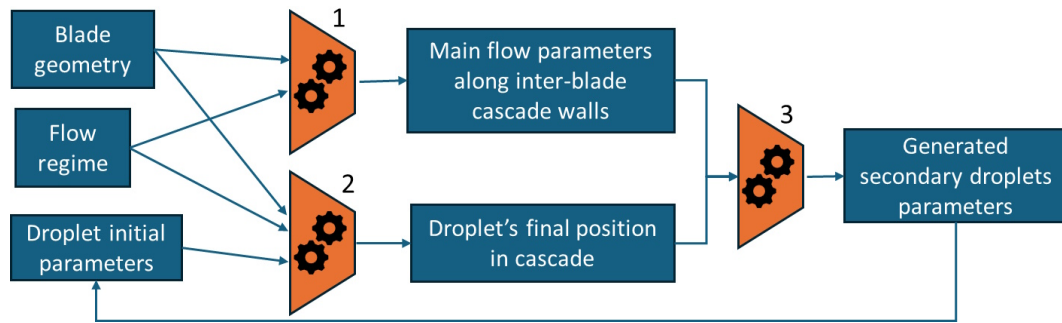 Blade
geometry
Flow
regime
Droplet initial
parameters
1
2
Main flow parameters
along inter-blade
cascade walls
Droplet's final position
in cascade
3
Generated
secondary droplets
parameters